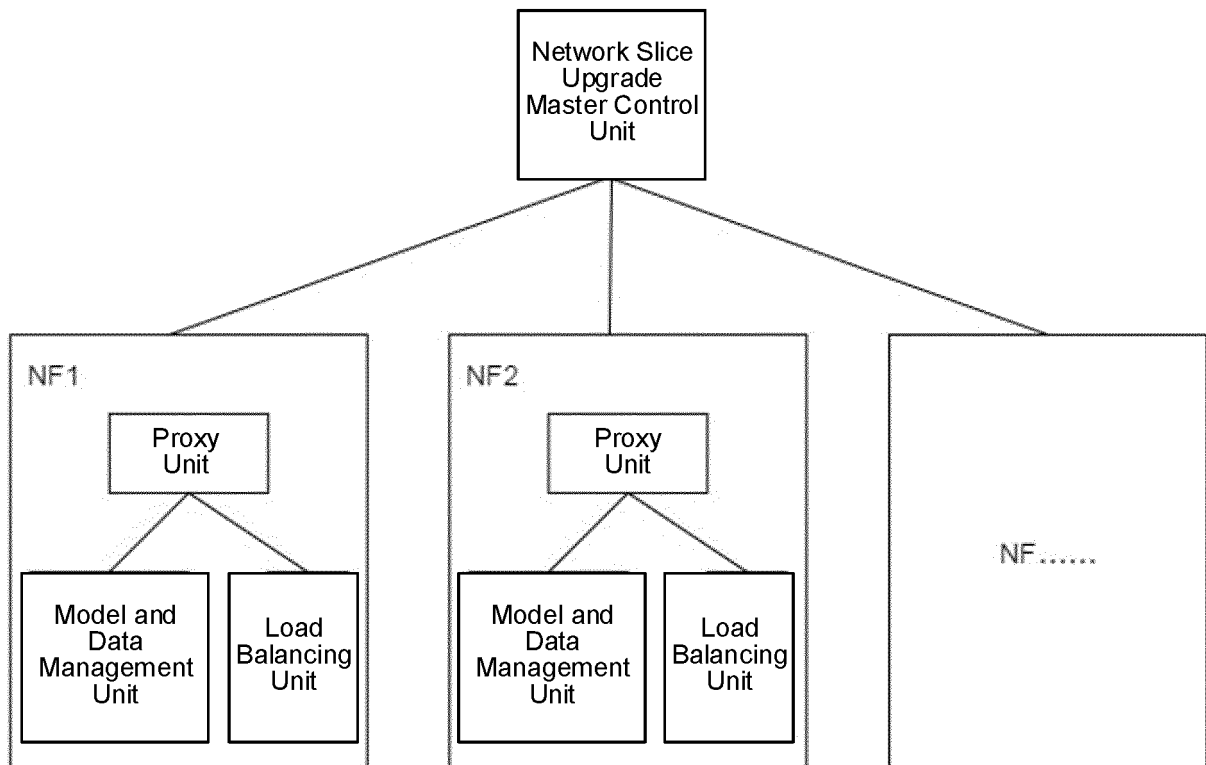 Network Slice
Upgrade
Master Control
Unit
NF1
Proxy
Unit
Model and
Data
Management
Unit
Load
Balancing
Unit
NF2
Proxy
Unit
Model and
Data
Management
Unit
Load
Balancing
Unit
NF......